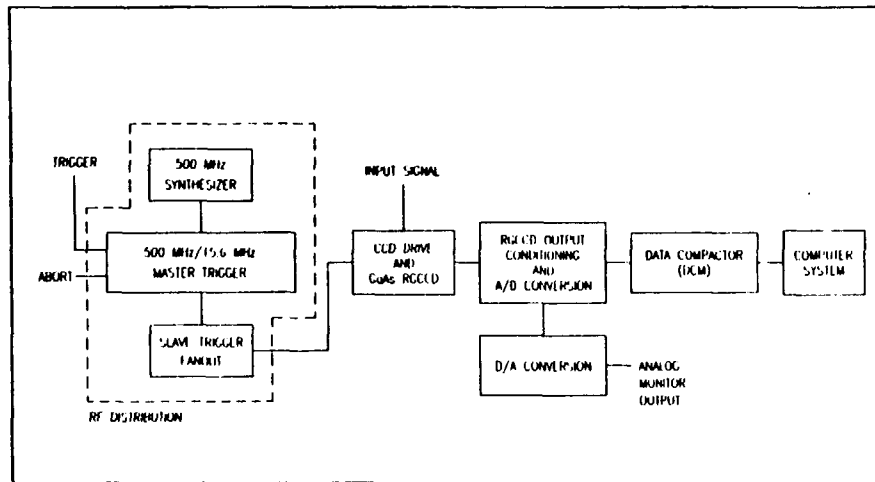 TRIGGER
ABORT
500 MHz
SYNTHESIZER
500 MHz/15.6 MHz
MASTER TRIGGER
SLAVE TRIGGER
FANOUT
RF DISTRIBUTION
INPUT SIGNAL
CCD DRIVE
AND
GaAs RGCCD
RGCCD OUTPUT
CONDITIONING
AND
A/D CONVERSION
D/A CONVERSION
ANALOG
MONITOR
OUTPUT
DATA COMPACTOR
(DCM)
COMPUTER
SYSTEM